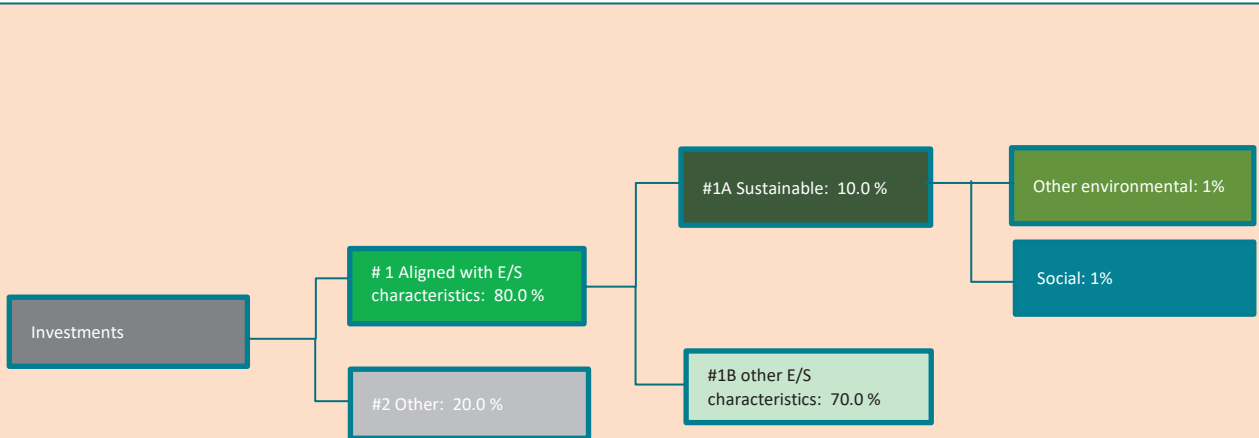 Investments
# 1 Aligned with E/S
characteristics: 80.0 %
#2 Other: 20.0 %
#1A Sustainable: 10.0 %
#1B other E/S
characteristics: 70.0 %
Other environmental: 1%
Social: 1%